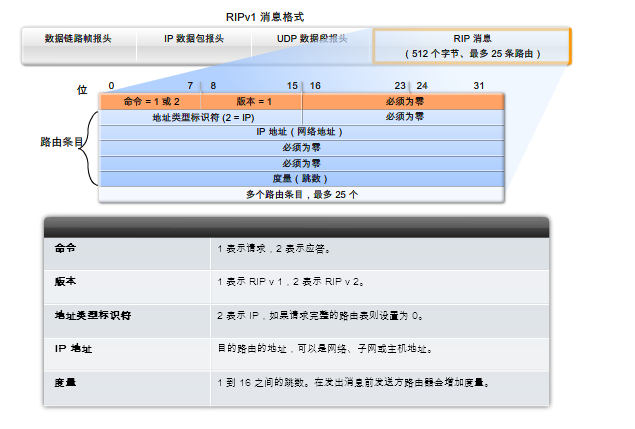 RIPv1 消息格式
数据链路帧报头 IP 数据包报头 UDP 数据段报头 RIP 消息
（512 个字节、最多 25 条路由）
位 0 7 8 15 16 23 24 31
命令 = 1 或 2 版本 = 1 必须为零
地址类型标识符 (2 = IP) 必须为零
IP 地址（网络地址）
路由条目 必须为零
必须为零
度量（跳数）
多个路由条目，最多 25 个
命令 1 表示请求，2 表示应答。
版本 1 表示 RIP v 1，2 表示 RIP v 2。
地址类型标识符 2 表示 IP，如果请求完整的路由表则设置为 0。
IP 地址 目的路由的地址，可以是网络、子网或主机地址。
度量 1 到 16 之间的跳数。在发出消息前发送方路由器会增加度量。